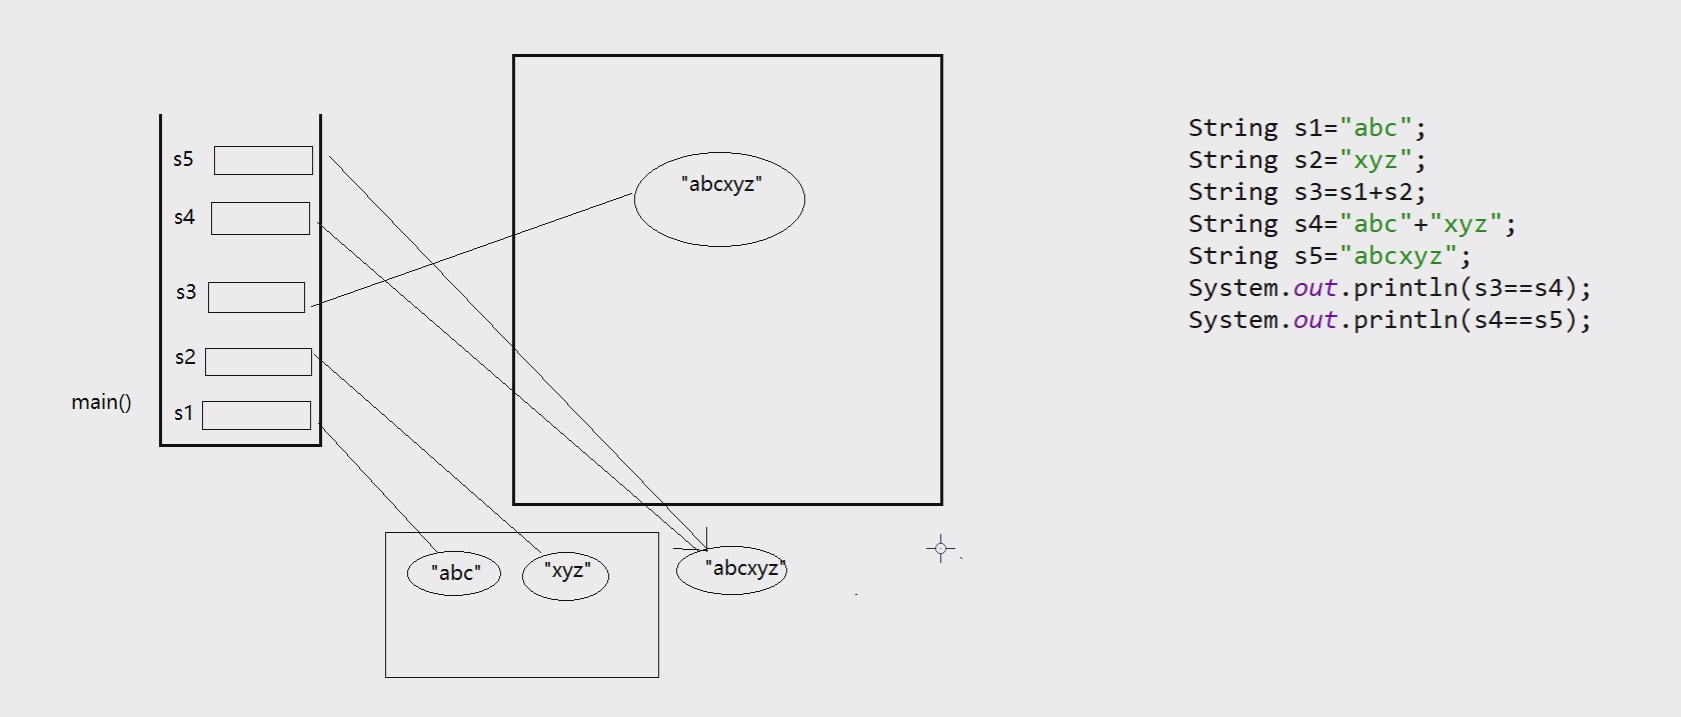 s5
s4
s3
s2
main()
s1
"abcxyz"
"abc"
"xyz"
"abcxyz"
String s1="abc";
String s2="xyz";
String s3=s1+s2;
String s4="abc"+"xyz";
String s5="abcxyz";
System.out.println(s3==s4);
System.out.println(s4==s5);